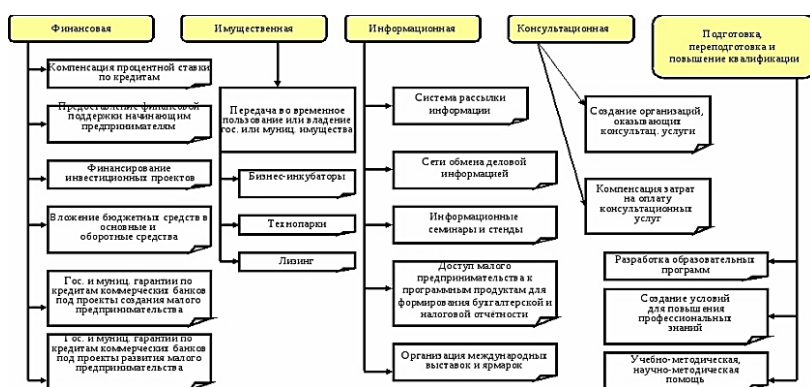 Финансовая
Компенсация процентной ставки
по кредитам
Предоставление финансовой
поддержки начинающим
предпринимателям
Финансирование
инвестиционных проектов
Вложение бюджетных средств в
основные и
оборотные средства
Гос. и муниц. гарантии по
кредитам коммерческих банков
под проекты создания малого
предпринимательства
Гос. и муниц. гарантии по
кредитам коммерческих банков
под проекты развития малого
предпринимательства
Имущественная
Передача во временное
пользование или владение
гос. или муниц. имущества
Бизнес-инкубаторы
Технопарки
Лизинг
Информационная
Система рассылки
информации
Сети обмена деловой
информацией
Информационные
семинары и стенды
Доступ малого
предпринимательства к
программным продуктам для
формирования бухгалтерской и
налоговой отчётности
Организация международных
выставок и ярмарок
Консультационная
Создание организаций,
оказывающих
консультац. услуги
Компенсация затрат
на оплату
консультационных
услуг
Подготовка,
переподготовка и
повышение квалификации
Разработка образовательных
программ
Создание условий
для повышения
профессиональных
знаний
Учебно-методическая,
научно-методическая
помощь